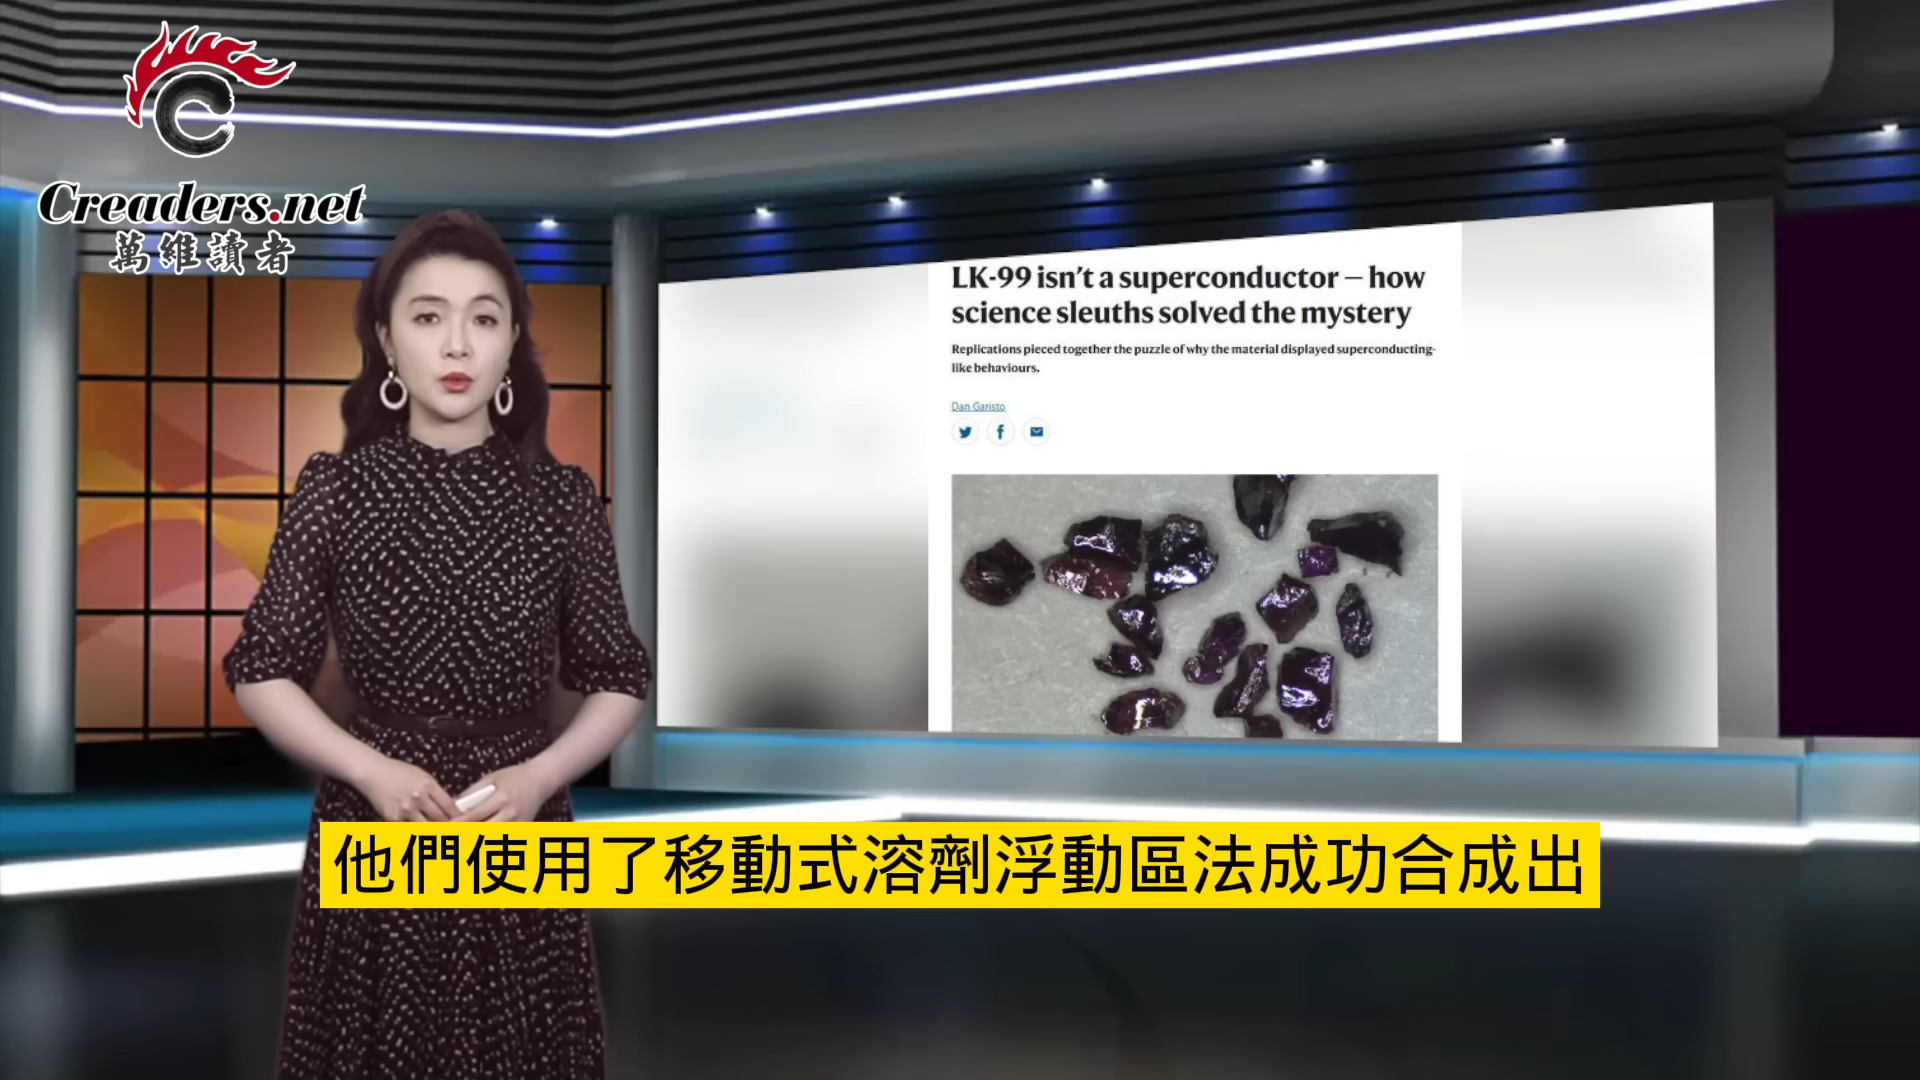 Creaders.net
萬維讀者
LK-99 isn’t a superconductor — how
science sleuths solved the mystery
Replications pieced together the puzzle of why the material displayed superconducting-
like behaviours.
Dan Garisto
他們使用了移動式溶劑浮動區法成功合成出